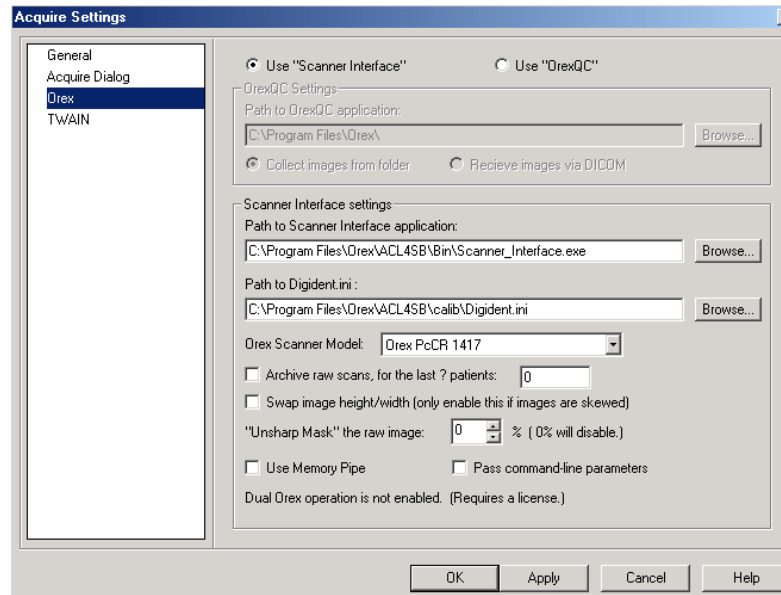 Acquire Settings
General
Acquire Dialog
Orex
TWAIN
Use "Scanner Interface"
Use "OrexQC"
OrexQC Settings
Path to OrexQC application:
C:\Program Files\Orex\
Browse...
Collect images from folder
Recieve images via DICOM
Scanner Interface settings
Path to Scanner Interface application:
C:\Program Files\Orex\ACL4SB\Bin\Scanner_Interface.exe
Browse...
Path to Digident.ini :
C:\Program Files\Orex\ACL4SB\calib\Digident.ini
Browse...
Orex Scanner Model: Orex PcCR 1417
Archive raw scans, for the last ? patients: 0
Swap image height/width (only enable this if images are skewed)
"Unsharp Mask" the raw image: 0 % ( 0% will disable.)
Use Memory Pipe
Pass command-line parameters
Dual Orex operation is not enabled. (Requires a license.)
OK
Apply
Cancel
Help